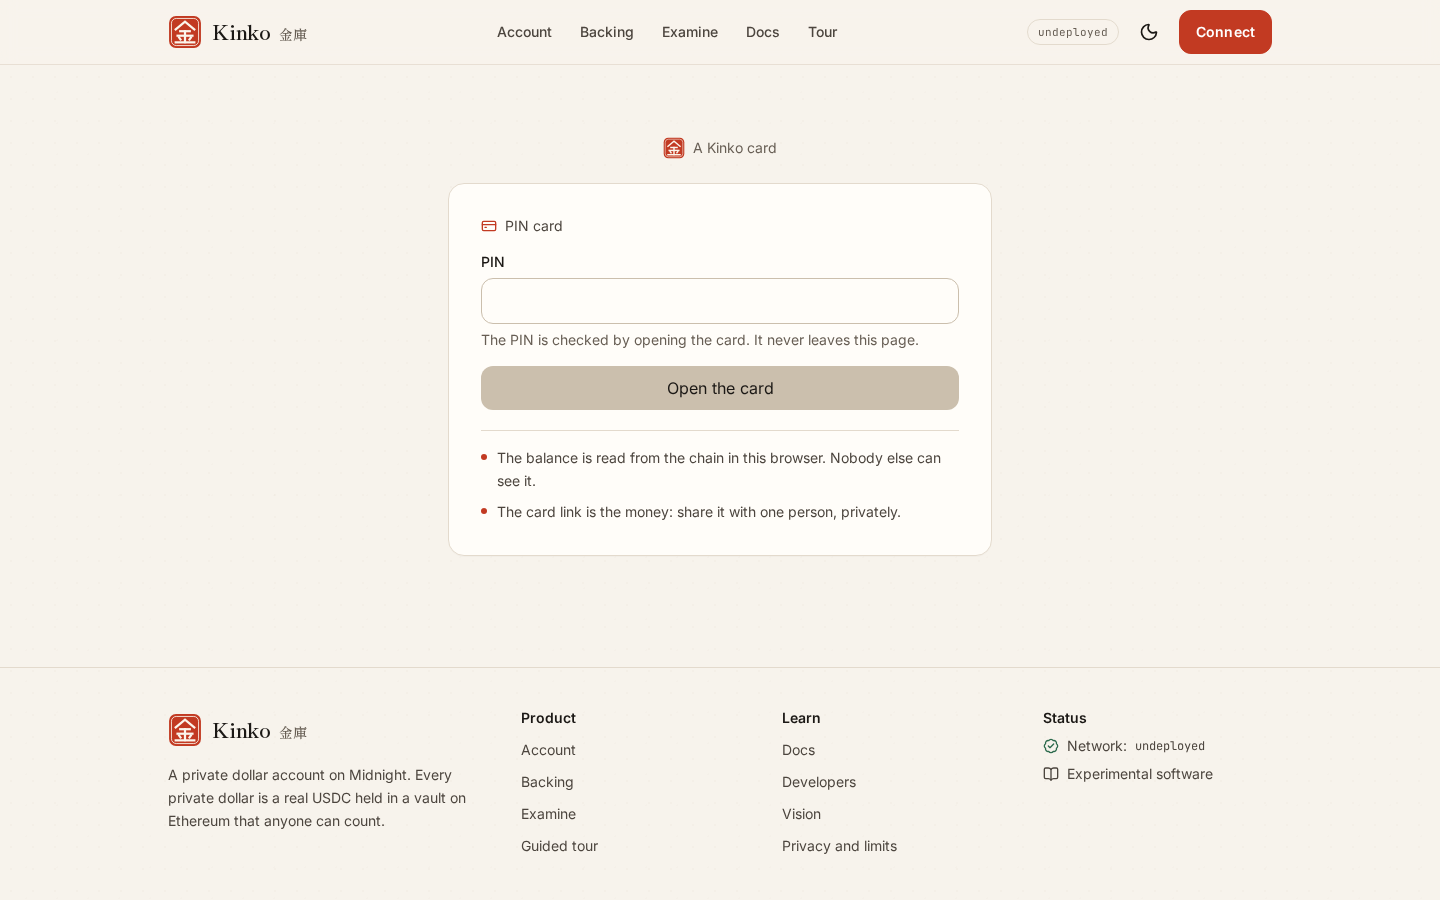 金 Kinko 金庫
Account Backing Examine Docs Tour
undeployed
Connect
金 A Kinko card
PIN card
PIN
The PIN is checked by opening the card. It never leaves this page.
Open the card
The balance is read from the chain in this browser. Nobody else can
see it.
The card link is the money: share it with one person, privately.
金 Kinko 金庫
A private dollar account on Midnight. Every
private dollar is a real USDC held in a vault on
Ethereum that anyone can count.
Product
Account
Backing
Examine
Guided tour
Learn
Docs
Developers
Vision
Privacy and limits
Status
Network: undeployed
Experimental software